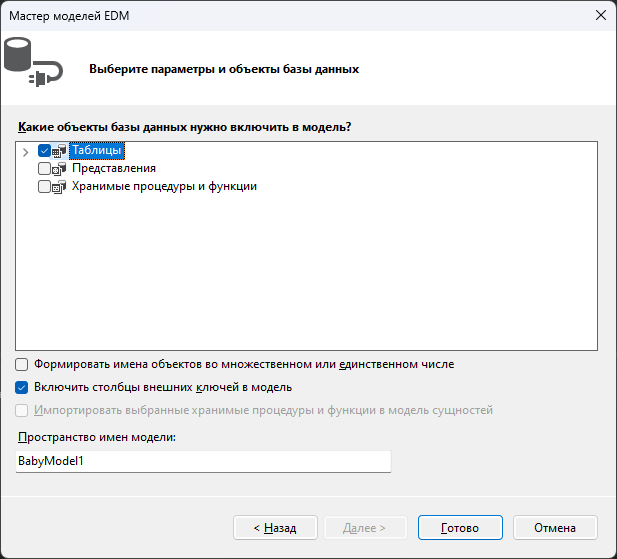 Мастер моделей EDM
Выберите параметры и объекты базы данных
Какие объекты базы данных нужно включить в модель?
Таблицы
Представления
Хранимые процедуры и функции
Формировать имена объектов во множественном или единственном числе
Включить столбцы внешних ключей в модель
Импортировать выбранные хранимые процедуры и функции в модель сущностей
Пространство имен модели:
BabyModel1
< Назад
Далее >
Готово
Отмена